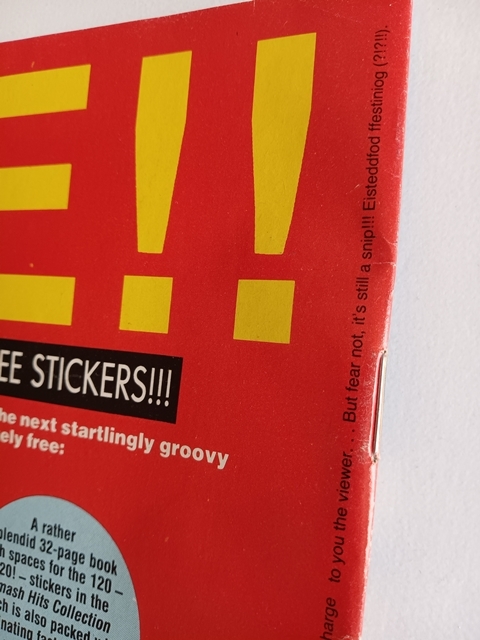 E!!
EE STICKERS!!!
he next startlingly groovy
ely free:
A rather
plendid 32-page book
h spaces for the 120 –
20! – stickers in the
mash Hits Collection
ch is also packed
nating
harge to you the viewer. . . But fear not, it's still a snip!!! Eisteddfod ffestiniog (?!?!!).